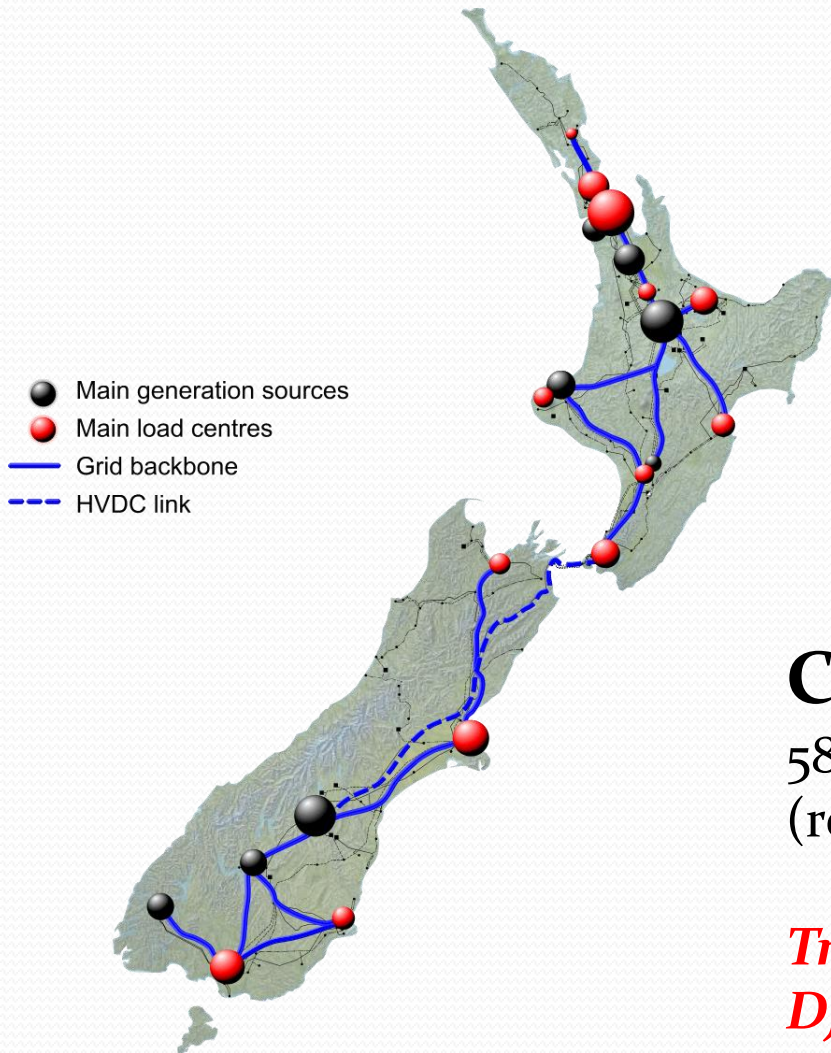 Main generation sources
Main load centres
Grid backbone
HVDC link